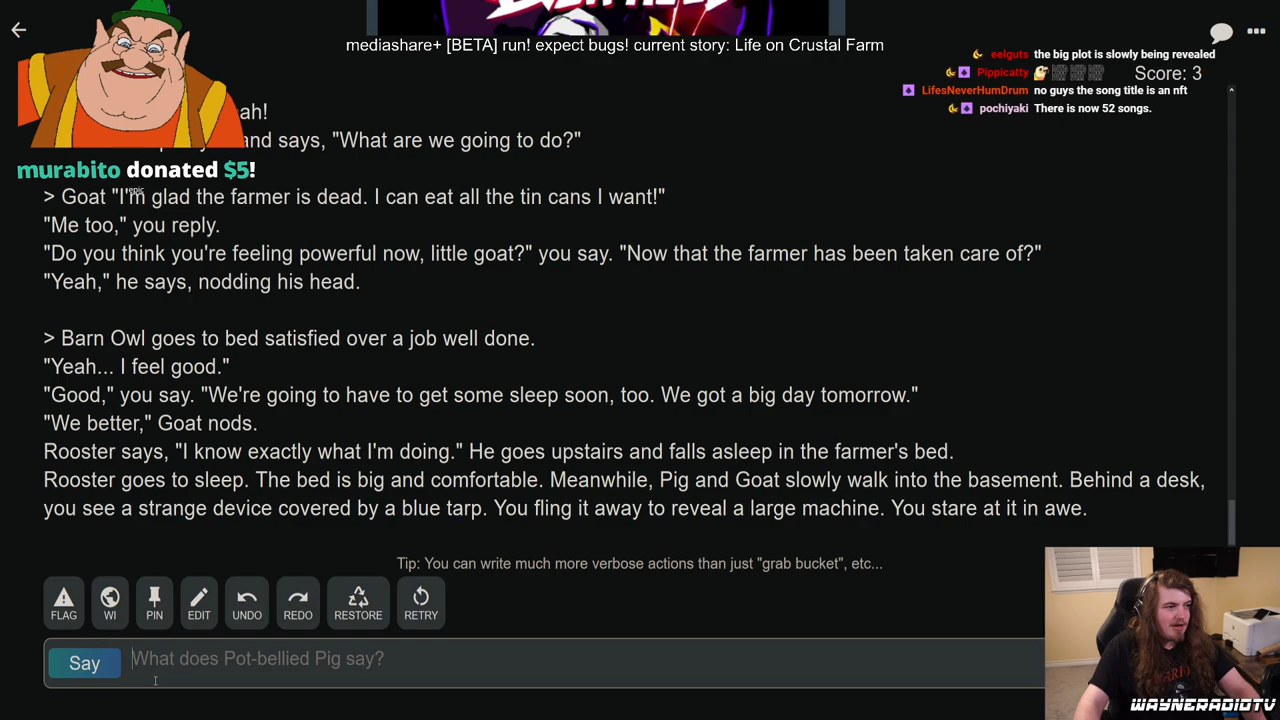 mediashare+ [BETA] run! expect bugs! current story: Life on Crustal Farm
eelguts the big plot is slowly being revealed
Pippicatty
Score: 3
LifesNeverHumDrum no guys the song title is an nft
pochiyaki There is now 52 songs.
ah!
and says, "What are we going to do?"
murabito donated $5!
epic
> Goat "I'm glad the farmer is dead. I can eat all the tin cans I want!"
"Me too," you reply.
"Do you think you're feeling powerful now, little goat?" you say. "Now that the farmer has been taken care of?"
"Yeah," he says, nodding his head.
> Barn Owl goes to bed satisfied over a job well done.
"Yeah... I feel good."
"Good," you say. "We're going to have to get some sleep soon, too. We got a big day tomorrow."
"We better," Goat nods.
Rooster says, "I know exactly what I'm doing." He goes upstairs and falls asleep in the farmer's bed.
Rooster goes to sleep. The bed is big and comfortable. Meanwhile, Pig and Goat slowly walk into the basement. Behind a desk,
you see a strange device covered by a blue tarp. You fling it away to reveal a large machine. You stare at it in awe.
Tip: You can write much more verbose actions than just "grab bucket", etc...
FLAG WI PIN EDIT UNDO REDO RESTORE RETRY
Say What does Pot-bellied Pig say?
WAYNERADIOTV